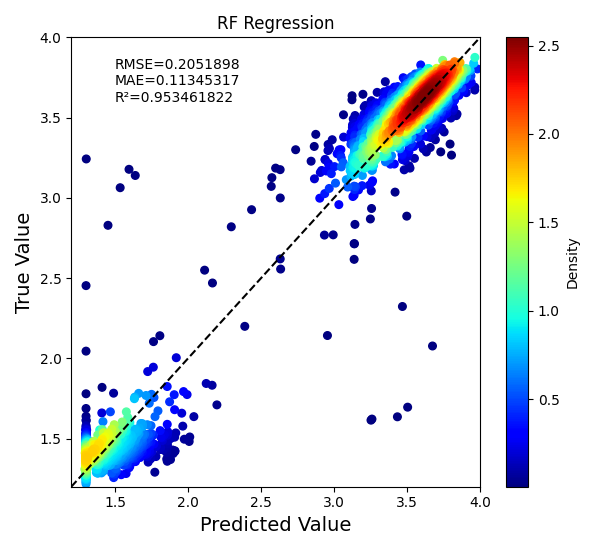 RF Regression
RMSE=0.2051898
MAE=0.11345317
R²=0.953461822
True Value
4.0
3.5
3.0
2.5
2.0
1.5
1.5
2.0
2.5
3.0
3.5
4.0
Predicted Value
2.5
2.0
1.5
1.0
0.5
Density